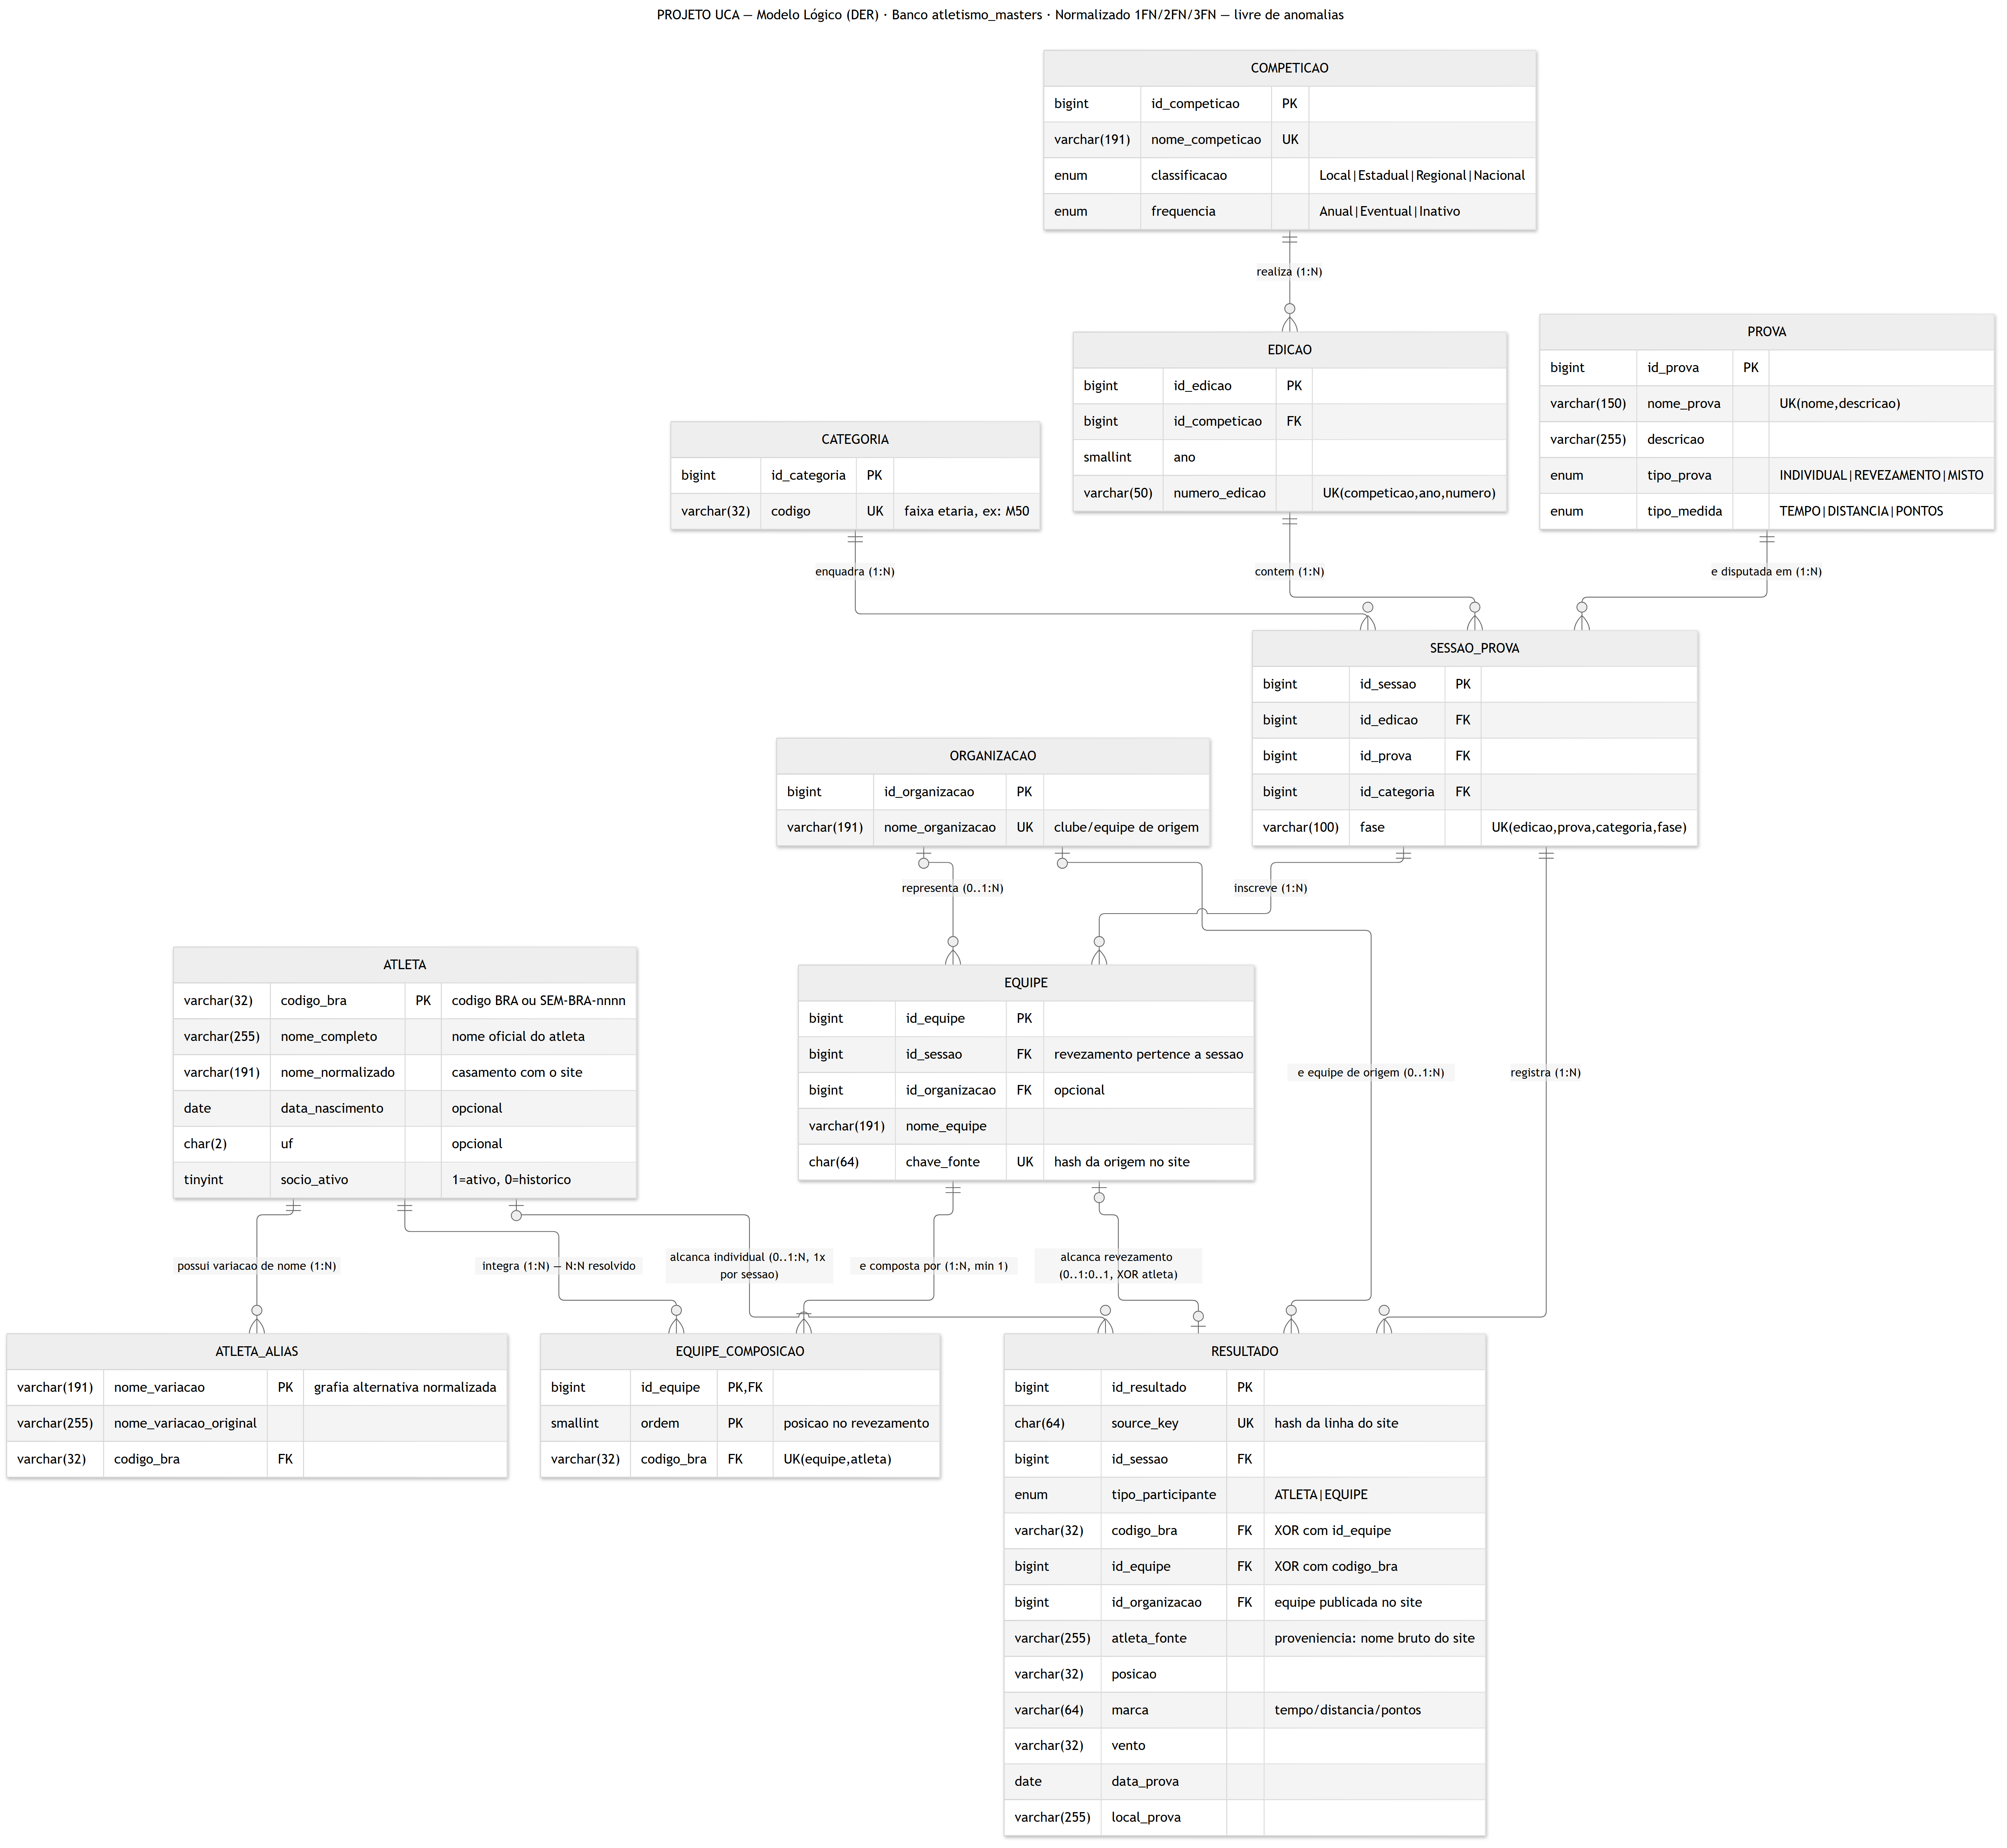 PROJETO UCA — Modelo Lógico (DER) · Banco atletismo_masters · Normalizado 1FN/2FN/3FN — livre de anomalias
COMPETICAO
bigint id_competicao PK
varchar(191) nome_competicao UK
enum classificacao Local|Estadual|Regional|Nacional
enum frequencia Anual|Eventual|Inativo
realiza (1:N)
EDICAO
bigint id_edicao PK
bigint id_competicao FK
smallint ano
varchar(50) numero_edicao UK(competicao,ano,numero)
PROVA
bigint id_prova PK
varchar(150) nome_prova UK(nome,descricao)
varchar(255) descricao
enum tipo_prova INDIVIDUAL|REVEZAMENTO|MISTO
enum tipo_medida TEMPO|DISTANCIA|PONTOS
CATEGORIA
bigint id_categoria PK
varchar(32) codigo UK faixa etaria, ex: M50
enquadra (1:N)
contem (1:N)
e disputada em (1:N)
SESSAO_PROVA
bigint id_sessao PK
bigint id_edicao FK
bigint id_prova FK
bigint id_categoria FK
varchar(100) fase UK(edicao,prova,categoria,fase)
ORGANIZACAO
bigint id_organizacao PK
varchar(191) nome_organizacao UK clube/equipe de origem
representa (0..1:N)
inscreve (1:N)
ATLETA
varchar(32) codigo_bra PK codigo BRA ou SEM-BRA-nnnn
varchar(255) nome_completo nome oficial do atleta
varchar(191) nome_normalizado casamento com o site
date data_nascimento opcional
char(2) uf opcional
tinyint socio_ativo 1=ativo, 0=historico
EQUIPE
bigint id_equipe PK
bigint id_sessao FK revezamento pertence a sessao
bigint id_organizacao FK opcional
varchar(191) nome_equipe
char(64) chave_fonte UK hash da origem no site
e equipe de origem (0..1:N)
registra (1:N)
possui variacao de nome (1:N)
integra (1:N) — N:N resolvido
alcanca individual (0..1:N, 1x
por sessao)
e composta por (1:N, min 1)
alcanca revezamento
(0..1:0..1, XOR atleta)
ATLETA_ALIAS
varchar(191) nome_variacao PK grafia alternativa normalizada
varchar(255) nome_variacao_original
varchar(32) codigo_bra FK
EQUIPE_COMPOSICAO
bigint id_equipe PK,FK
smallint ordem PK posicao no revezamento
varchar(32) codigo_bra FK UK(equipe,atleta)
RESULTADO
bigint id_resultado PK
char(64) source_key UK hash da linha do site
bigint id_sessao FK
enum tipo_participante ATLETA|EQUIPE
varchar(32) codigo_bra FK XOR com id_equipe
bigint id_equipe FK XOR com codigo_bra
bigint id_organizacao FK equipe publicada no site
varchar(255) atleta_fonte proveniencia: nome bruto do site
varchar(32) posicao
varchar(64) marca tempo/distancia/pontos
varchar(32) vento
date data_prova
varchar(255) local_prova